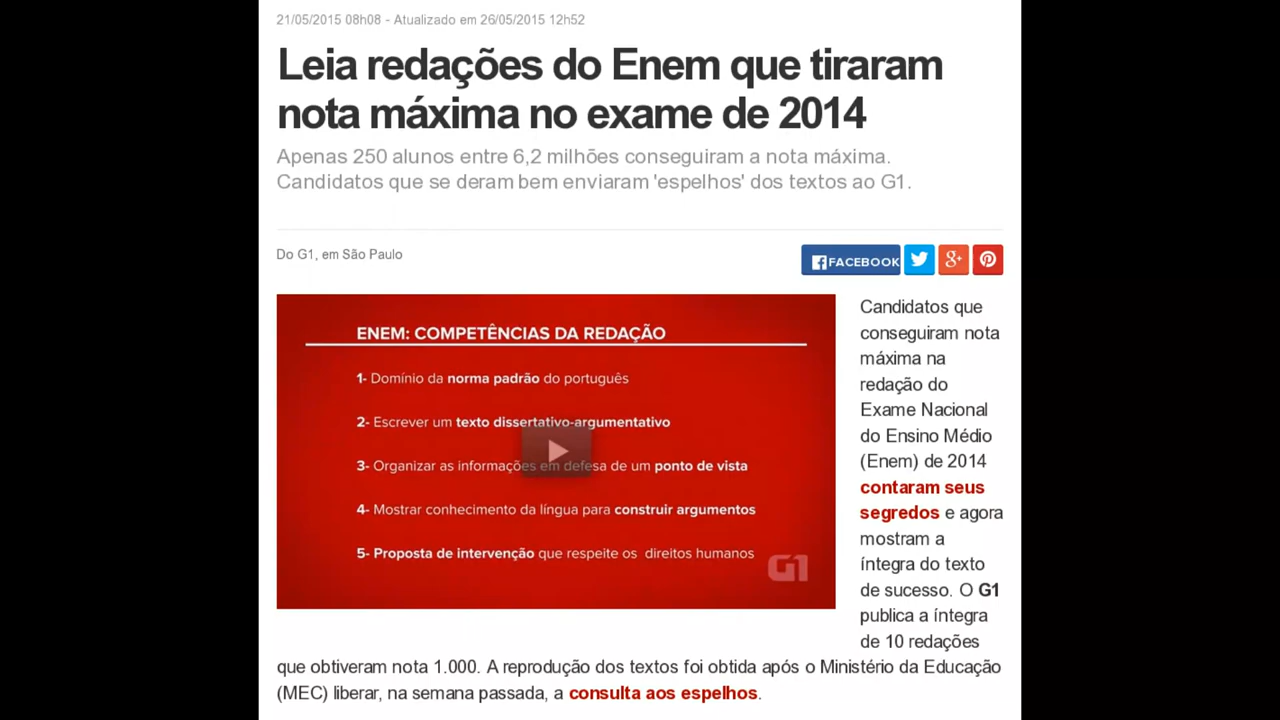 21/05/2015 08h08 - Atualizado em 26/05/2015 12h52
Leia redações do Enem que tiraram
nota máxima no exame de 2014
Apenas 250 alunos entre 6,2 milhões conseguiram a nota máxima.
Candidatos que se deram bem enviaram 'espelhos' dos textos ao G1.
Do G1, em São Paulo
FACEBOOK
ENEM: COMPETÊNCIAS DA REDAÇÃO
1- Domínio da norma padrão do português
2- Escrever um texto dissertativo-argumentativo
3- Organizar as informações em defesa de um ponto de vista
4- Mostrar conhecimento da língua para construir argumentos
5- Proposta de intervenção que respeite os direitos humanos
G1
Candidatos que
conseguiram nota
máxima na
redação do
Exame Nacional
do Ensino Médio
(Enem) de 2014
contaram seus
segredos e agora
mostram a
íntegra do texto
de sucesso. O G1
publica a íntegra
de 10 redações
que obtiveram nota 1.000. A reprodução dos textos foi obtida após o Ministério da Educação
(MEC) liberar, na semana passada, a consulta aos espelhos.